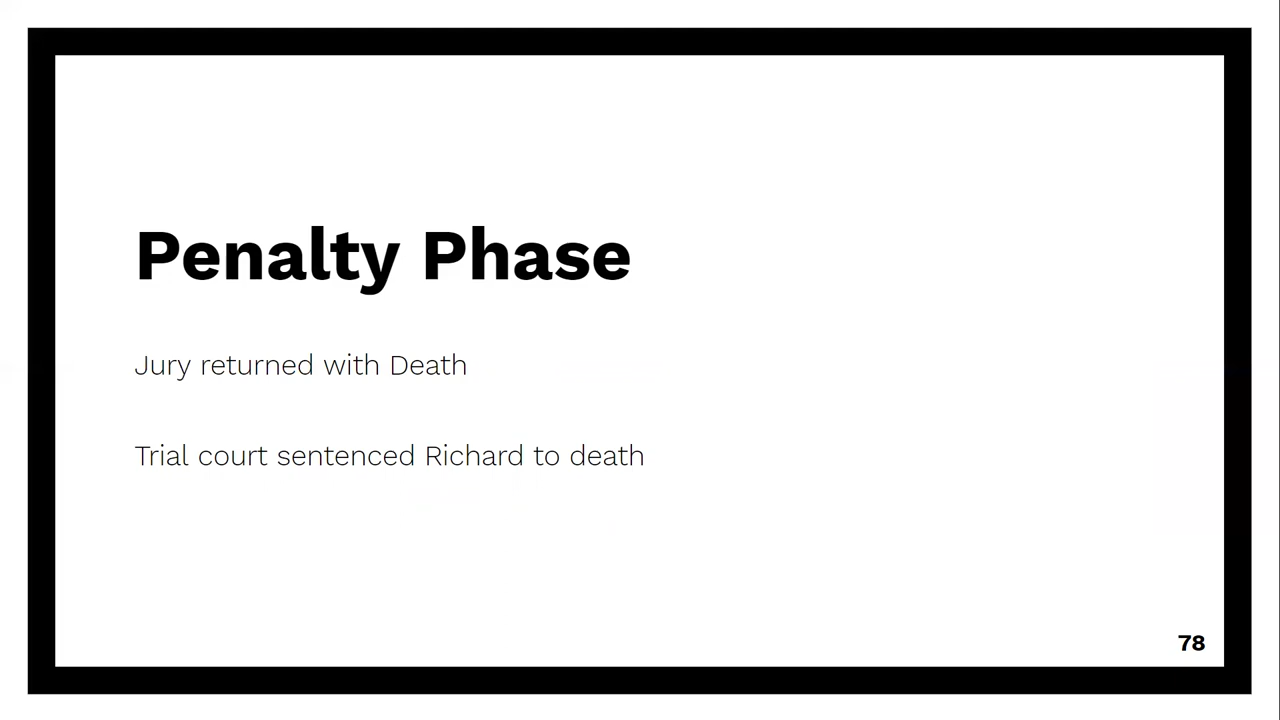 Penalty Phase
Jury returned with Death
Trial court sentenced Richard to death
78